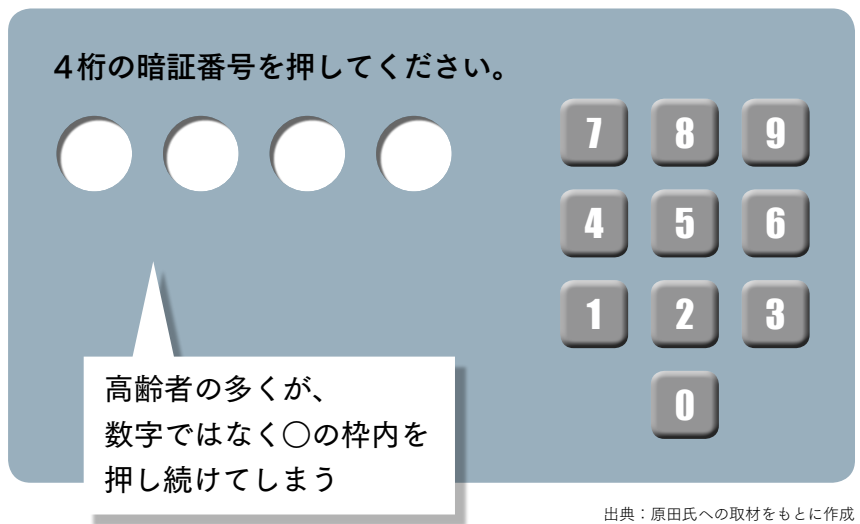 4桁の暗証番号を押してください。
7 8 9
4 5 6
1 2 3
0
高齢者の多くが、
数字ではなく○の枠内を
押し続けてしまう
出典：原田氏への取材をもとに作成